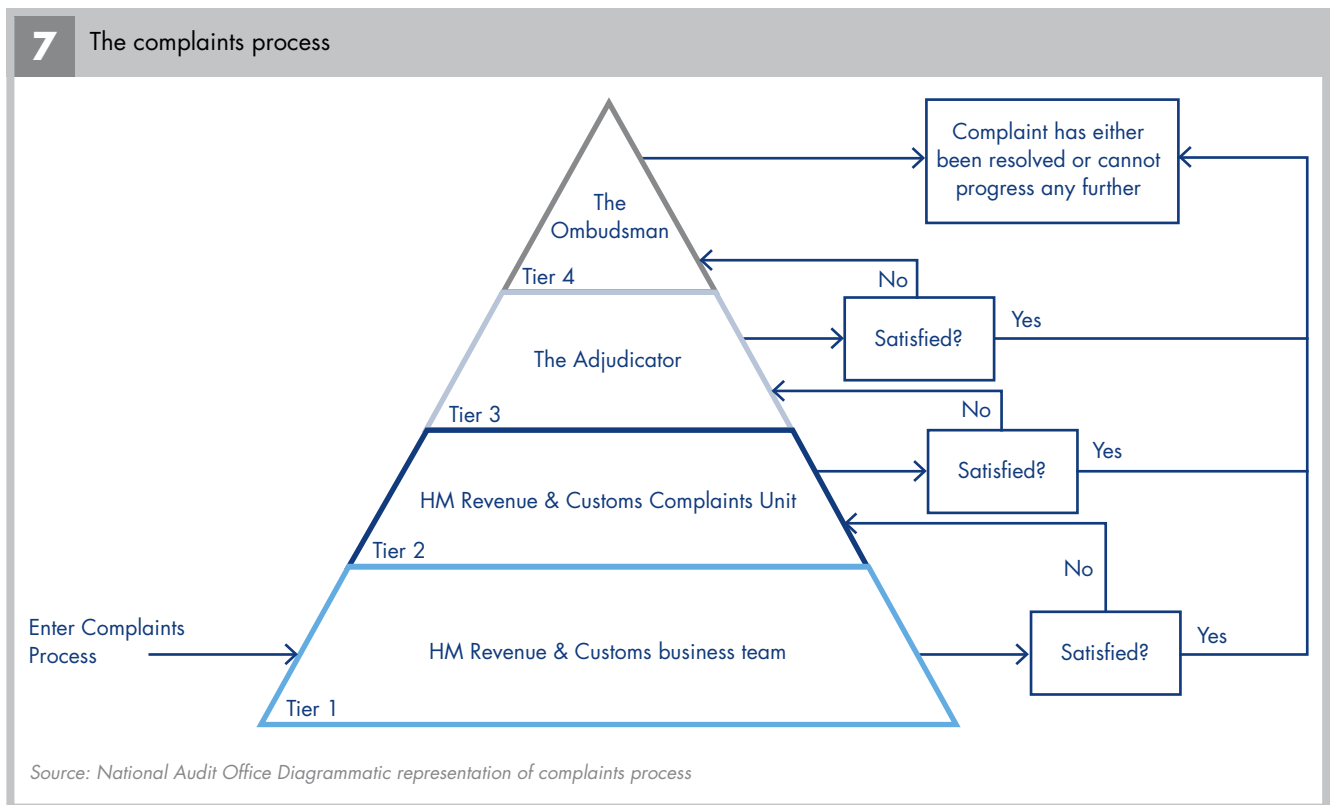 7
The complaints process
Complaint has either
been resolved or cannot
progress any further
The
Ombudsman
Tier 4
No
Satisfied?
Yes
The Adjudicator
Tier 3
No
Satisfied?
Yes
HM Revenue & Customs Complaints Unit
Tier 2
No
Enter Complaints
Process
HM Revenue & Customs business team
Satisfied?
Yes
Tier 1
Source: National Audit Office Diagrammatic representation of complaints process